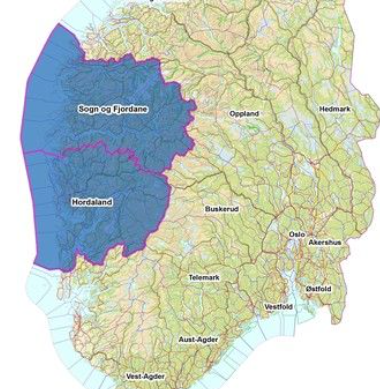 Sogn og Fjordane
Oppland
Hedmark
Hordaland
Buskerud
Oslo
Akershus
Telemark
Østfold
Vestfold
Aust-Agder
Vest-Agder